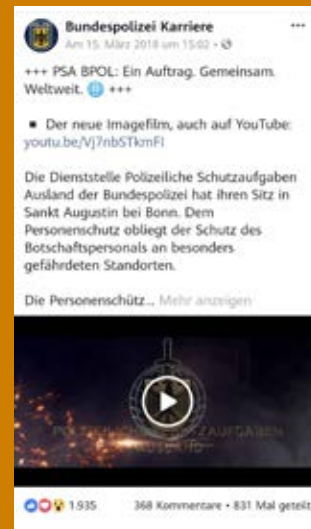 Bundespolizei Karriere
Am 15. März 2018 um 15:02 •
+++ PSA BPOL: Ein Auftrag. Gemeinsam.
Weltweit. +++
▪ Der neue Imagefilm, auch auf YouTube:
youtu.be/Vj7nbSTkmFI
Die Dienststelle Polizeiliche Schutzaufgaben
Ausland der Bundespolizei hat ihren Sitz in
Sankt Augustin bei Bonn. Dem
Personenschutz obliegt der Schutz des
Botschaftspersonals an besonders
gefährdeten Standorten.
Die Personenschütz... Mehr anzeigen
POLIZEILICHE SCHUTZAUFGABEN
AUSLAND
1.935 368 Kommentare • 831 Mal geteilt